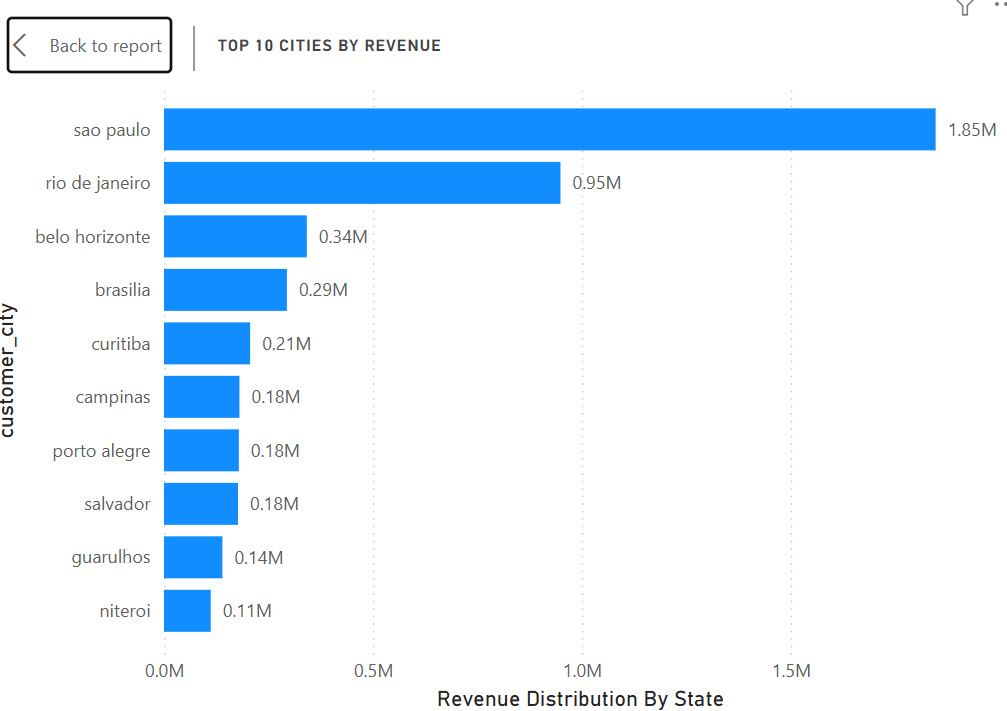 Back to report
TOP 10 CITIES BY REVENUE
customer_city
sao paulo 1.85M
rio de janeiro 0.95M
belo horizonte 0.34M
brasilia 0.29M
curitiba 0.21M
campinas 0.18M
porto alegre 0.18M
salvador 0.18M
guarulhos 0.14M
niteroi 0.11M
0.0M 0.5M 1.0M 1.5M
Revenue Distribution By State